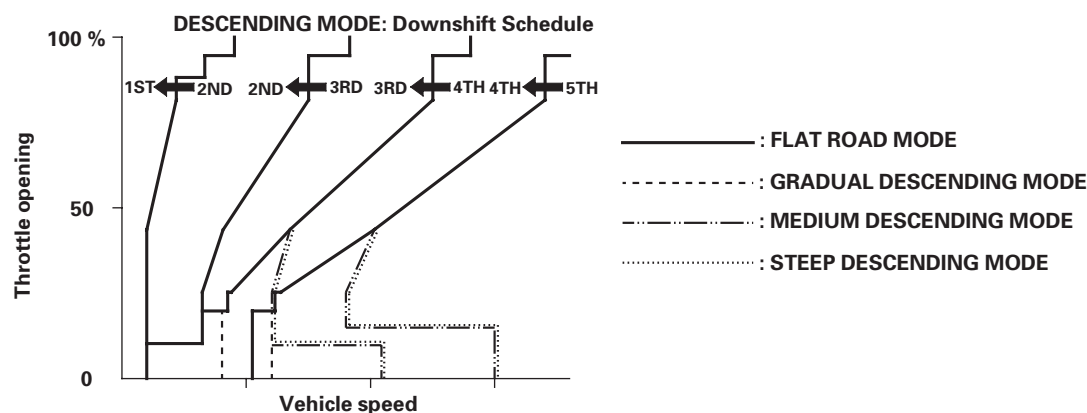 DESCENDING MODE: Downshift Schedule
100 %
1ST 2ND 2ND 3RD 3RD 4TH 4TH 5TH
Throttle opening
50
0
Vehicle speed
: FLAT ROAD MODE
: GRADUAL DESCENDING MODE
: MEDIUM DESCENDING MODE
: STEEP DESCENDING MODE